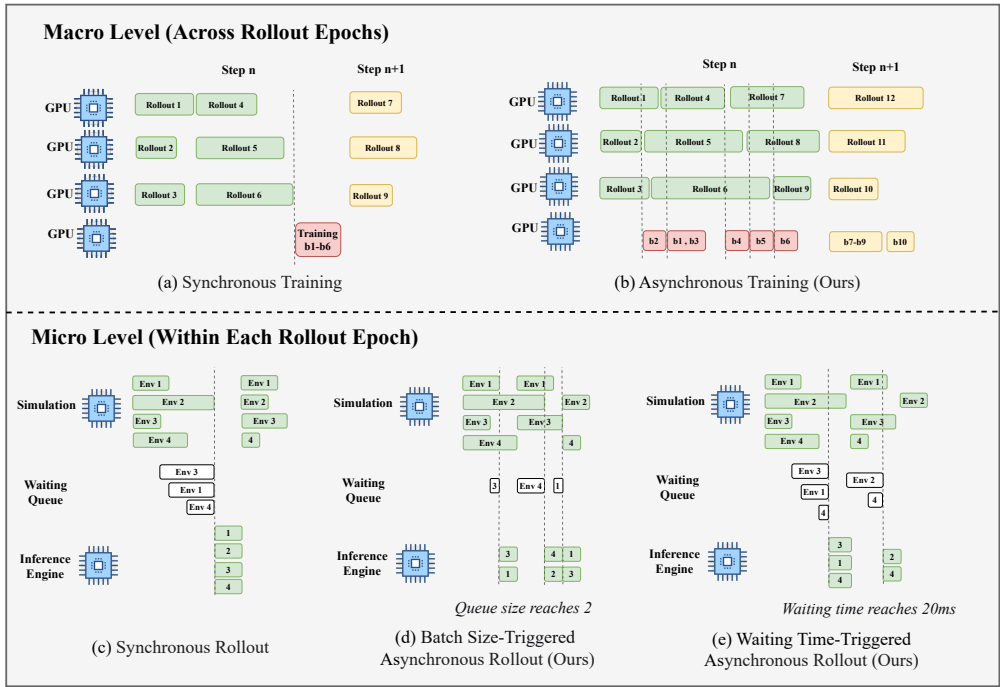 Macro Level (Across Rollout Epochs)
Step n
Step n+1
GPU
Rollout 1
Rollout 4
Rollout 7
GPU
Rollout 2
Rollout 5
Rollout 8
GPU
Rollout 3
Rollout 6
Rollout 9
GPU
Training
b1-b6
(a) Synchronous Training
Step n
Step n+1
GPU
Rollout 1
Rollout 4
Rollout 7
Rollout 12
GPU
Rollout 2
Rollout 5
Rollout 8
Rollout 11
GPU
Rollout 3
Rollout 6
Rollout 9
Rollout 10
GPU
b2
b1 , b3
b4
b5
b6
b7-b9
b10
(b) Asynchronous Training (Ours)
Micro Level (Within Each Rollout Epoch)
Simulation
Env 1
Env 1
Env 2
Env 2
Env 3
Env 3
Env 4
4
Waiting
Queue
Env 3
Env 1
Env 4
Inference
Engine
1
2
3
4
(c) Synchronous Rollout
Simulation
Env 1
Env 1
Env 2
Env 2
Env 3
Env 3
Env 4
4
Waiting
Queue
3
Env 4
1
Inference
Engine
3
4
1
1
2
3
Queue size reaches 2
(d) Batch Size-Triggered
Asynchronous Rollout (Ours)
Simulation
Env 1
Env 1
Env 2
Env 2
Env 3
Env 3
Env 4
4
Waiting
Queue
Env 3
Env 2
Env 1
4
4
Inference
Engine
3
2
1
4
4
Waiting time reaches 20ms
(e) Waiting Time-Triggered
Asynchronous Rollout (Ours)